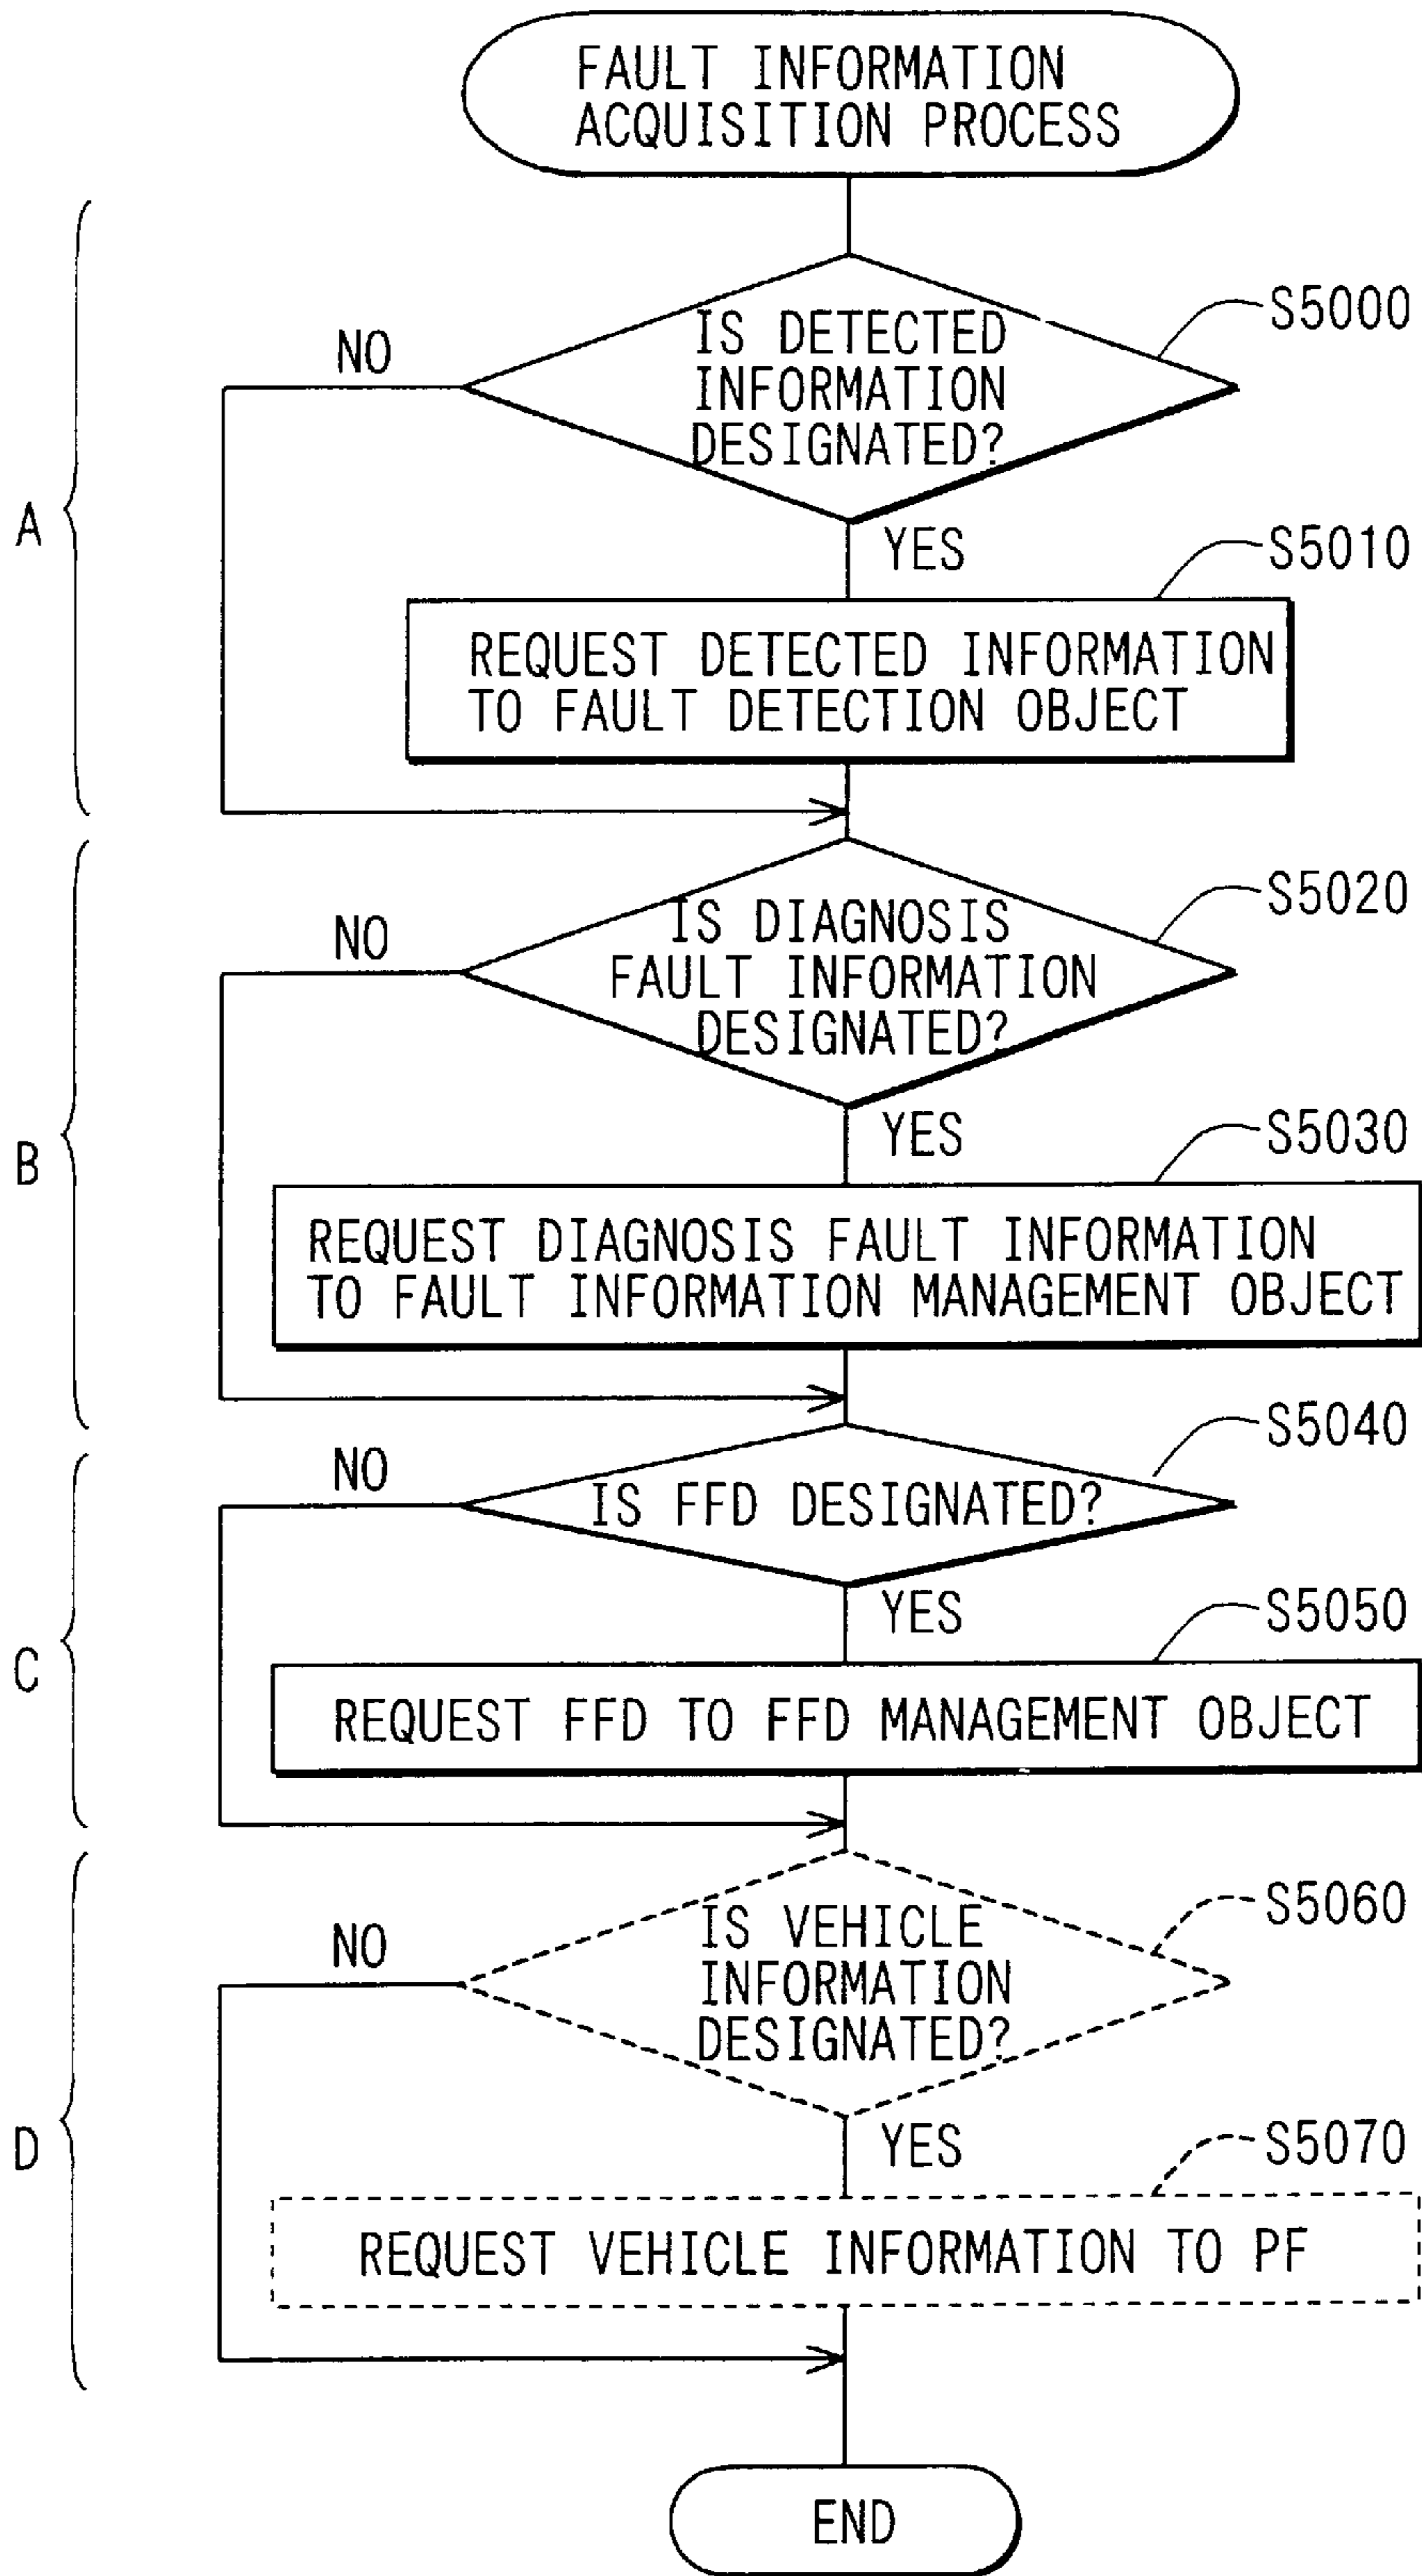 FAULT INFORMATION
ACQUISITION PROCESS
S5000
NO
IS DETECTED
INFORMATION
DESIGNATED?
A
YES
S5010
REQUEST DETECTED INFORMATION
TO FAULT DETECTION OBJECT
S5020
NO
IS DIAGNOSIS
FAULT INFORMATION
DESIGNATED?
B
YES
S5030
REQUEST DIAGNOSIS FAULT INFORMATION
TO FAULT INFORMATION MANAGEMENT OBJECT
S5040
NO
IS FFD DESIGNATED?
C
YES
S5050
REQUEST FFD TO FFD MANAGEMENT OBJECT
S5060
NO
IS VEHICLE
INFORMATION
DESIGNATED?
D
YES
S5070
REQUEST VEHICLE INFORMATION TO PF
END